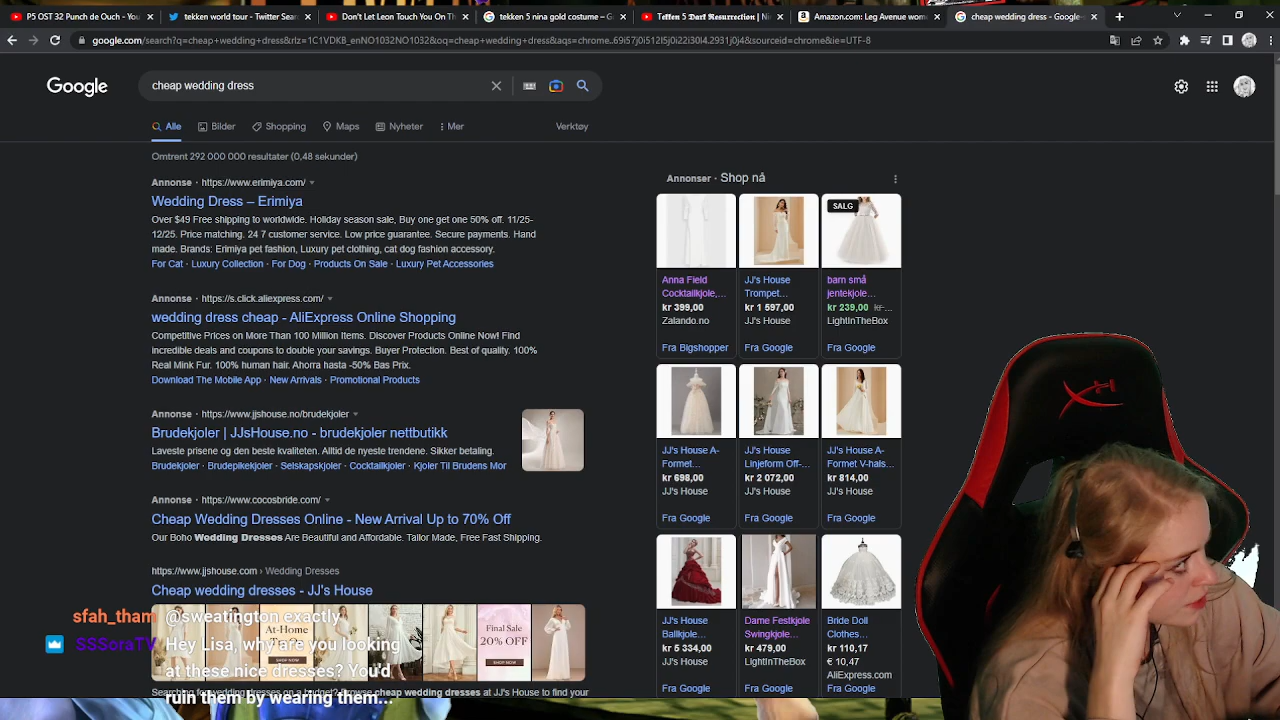 P5 OST 32 Punch de Ouch - You
tekken world tour - Twitter Sear
Don't Let Leon Touch You On Th
tekken 5 nina gold costume – G
Amazon.com: Leg Avenue wom
cheap wedding dress - Google-
google.com/search?q=cheap+wedding+dress&rlz=1C1VDKB_enNO1032NO1032&oq=cheap+wedding+dress&aqs=chrome..69i57j0i512l5j0i22i30l4.2931j0j4&sourceid=chrome&ie=UTF-8
Google
cheap wedding dress
Alle
Bilder
Shopping
Maps
Nyheter
Mer
Verktøy
Omtrent 292 000 000 resultater (0,48 sekunder)
Annonse · https://www.erimiya.com/
Wedding Dress – Erimiya
Over $49 Free shipping to worldwide. Holiday season sale, Buy one get one 50% off. 11/25-
12/25. Price matching. 24 7 customer service. Low price guarantee. Secure payments. Hand
made. Brands: Erimiya pet fashion, Luxury pet clothing, cat dog fashion accessory.
For Cat · Luxury Collection · For Dog · Products On Sale · Luxury Pet Accessories
Annonse · https://s.click.aliexpress.com/
wedding dress cheap - AliExpress Online Shopping
Competitive Prices on More Than 100 Million Items. Discover Products Online Now! Find
incredible deals and coupons to double your savings. Buyer Protection. Best of quality. 100%
Real Mink Fur. 100% human hair. Ahorra hasta -50% Bas Prix.
Download The Mobile App · New Arrivals · Promotional Products
Annonse · https://www.jjshouse.no/brudekjoler
Brudekjoler | JJsHouse.no - brudekjoler nettbutikk
Laveste prisene og den beste kvaliteten. Alltid de nyeste trendene. Sikker betaling.
Brudekjoler · Brudepikekjoler · Selskapskjoler · Cocktailkjoler · Kjoler Til Brudens Mor
Annonse · https://www.cocosbride.com/
Cheap Wedding Dresses Online - New Arrival Up to 70% Off
Our Boho Wedding Dresses Are Beautiful and Affordable. Tailor Made, Free Fast Shipping.
https://www.jjshouse.com › Wedding Dresses
Cheap wedding dresses - JJ's House
At-Home
SHOP NOW
Final Sale
20% OFF
SHOP NOW
cheap wedding dresses at JJ's House to find your
Annonser · Shop nå
SALG
Anna Field
Cocktailkjole,...
kr 399,00
Zalando.no
Fra Bigshopper
JJ's House
Trompet...
kr 1 597,00
JJ's House
Fra Google
barn små
jentekjole...
kr 239,00 kr...
LightInTheBox
Fra Google
JJ's House A-
Formet...
kr 698,00
JJ's House
Fra Google
JJ's House
Linjeform Off-...
kr 2 072,00
JJ's House
Fra Google
JJ's House A-
Formet V-hals...
kr 814,00
JJ's House
Fra Google
JJ's House
Ballkjole...
kr 5 334,00
JJ's House
Fra Google
Dame Festkjole
Swingkjole...
kr 479,00
LightInTheBox
Fra Google
Bride Doll
Clothes...
kr 110,17
€ 10,47
AliExpress.com
Fra Google
sfah_tham @sweatington exactly
SSSoraTV Hey Lisa, why are you looking
at these nice dresses? You'd
ruin them by wearing them...